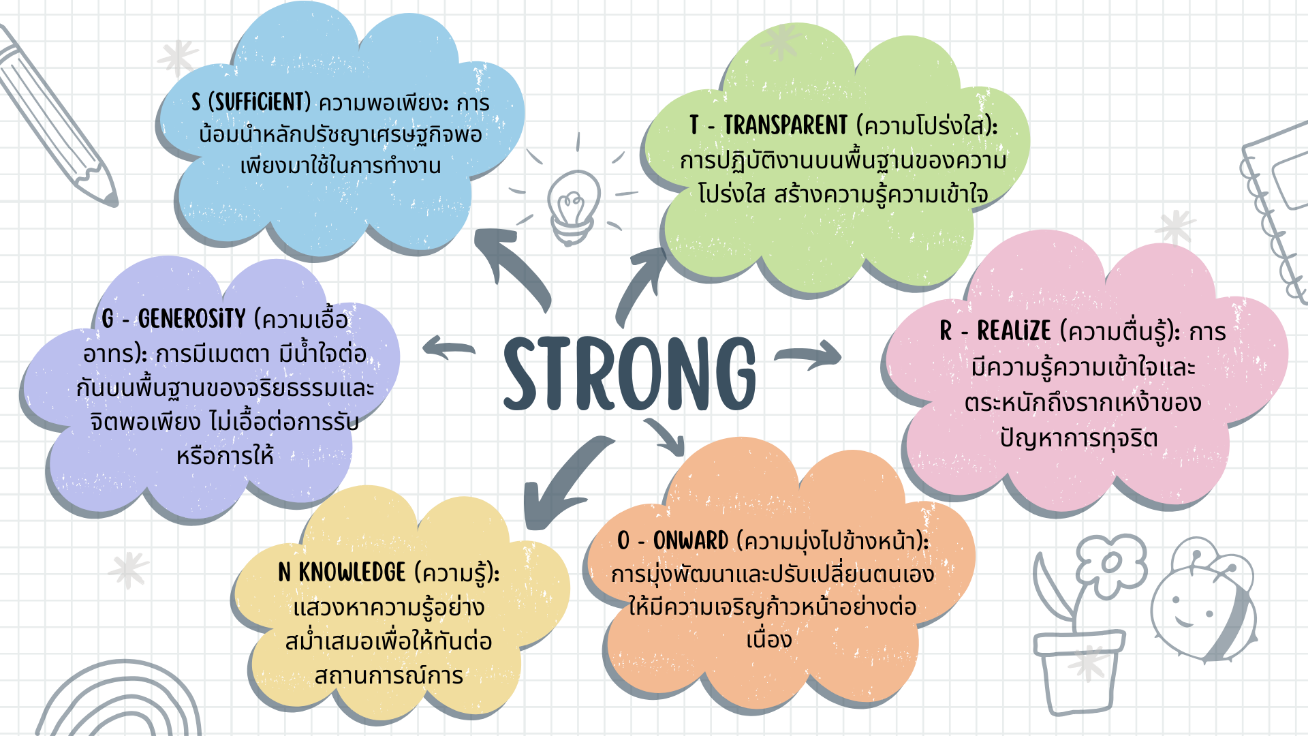 S (SUFFICIENT) ความพอเพียง: การ
น้อมนำหลักปรัชญาเศรษฐกิจพอ
เพียงมาใช้ในการทำงาน
T - TRANSPARENT (ความโปร่งใส):
การปฏิบัติงานบนพื้นฐานของความ
โปร่งใส สร้างความรู้ความเข้าใจ
STRONG
R - REALIZE (ความตื่นรู้): การ
มีความรู้ความเข้าใจและ
ตระหนักถึงรากเหง้าของ
ปัญหาการทุจริต
O - ONWARD (ความมุ่งไปข้างหน้า):
การมุ่งพัฒนาและปรับเปลี่ยนตนเอง
ให้มีความเจริญก้าวหน้าอย่างต่อ
เนื่อง
N KNOWLEDGE (ความรู้):
แสวงหาความรู้อย่าง
สม่ำเสมอเพื่อให้ทันต่อ
สถานการณ์การ
G - GENEROSITY (ความเอื้อ
อาทร): การมีเมตตา มีน้ำใจต่อ
กันบนพื้นฐานของจริยธรรมและ
จิตพอเพียง ไม่เอื้อต่อการรับ
หรือการให้